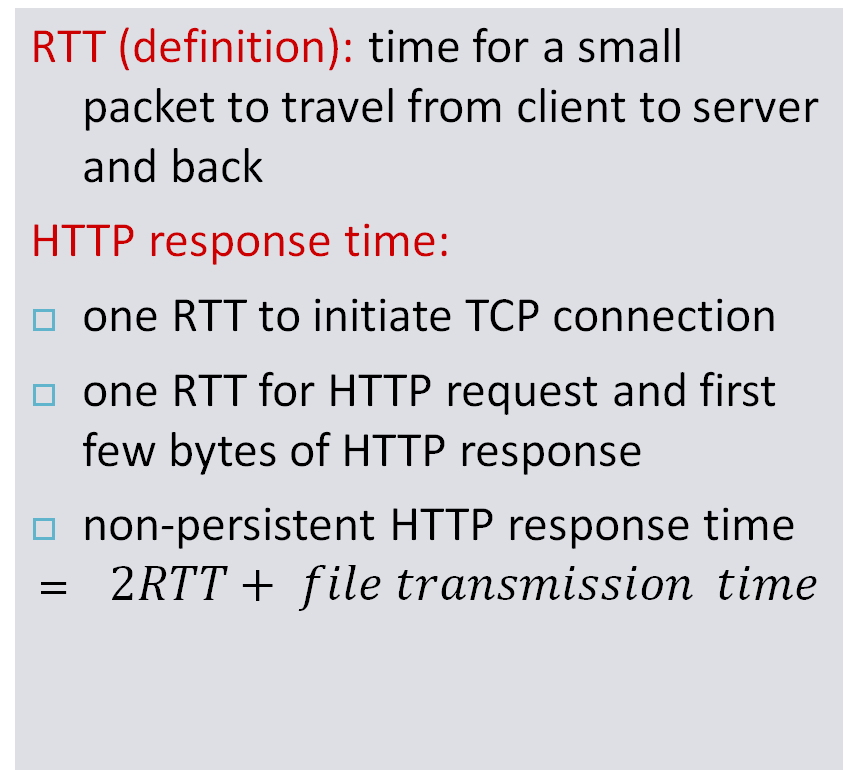 RTT (definition): time for a small
packet to travel from client to server
and back
HTTP response time:
one RTT to initiate TCP connection
one RTT for HTTP request and first
few bytes of HTTP response
non-persistent HTTP response time
= 2RTT + file transmission time